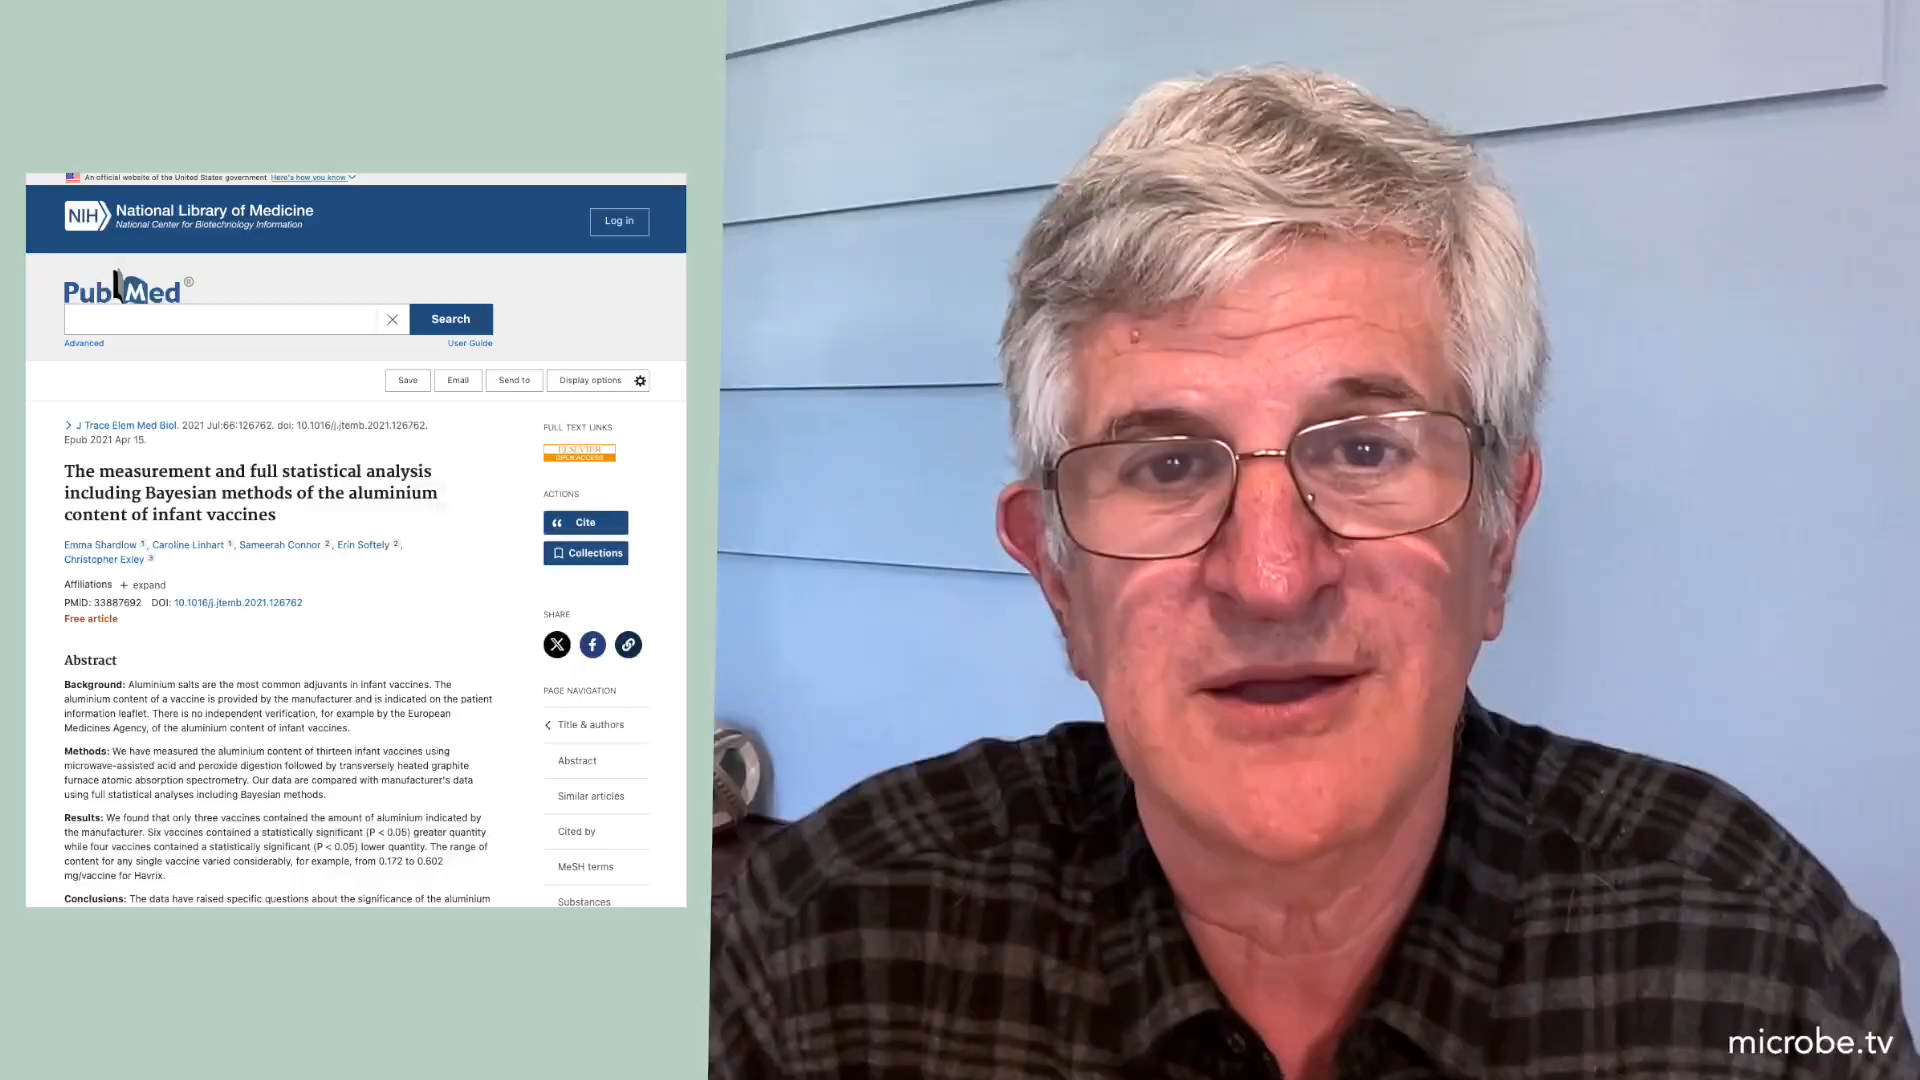 An official website of the United States government Here's how you know
NIH National Library of Medicine
National Center for Biotechnology Information
Log in
PubMed®
Search
Advanced
User Guide
Save
Email
Send to
Display options
J Trace Elem Med Biol. 2021 Jul:66:126762. doi: 10.1016/j.jtemb.2021.126762.
Epub 2021 Apr 15.
The measurement and full statistical analysis
including Bayesian methods of the aluminium
content of infant vaccines
Emma Shardlow 1, Caroline Linhart 1, Sameerah Connor 2, Erin Softely 2,
Christopher Exley 3
Affiliations + expand
PMID: 33887692 DOI: 10.1016/j.jtemb.2021.126762
Free article
Abstract
Background: Aluminium salts are the most common adjuvants in infant vaccines. The
aluminium content of a vaccine is provided by the manufacturer and is indicated on the patient
information leaflet. There is no independent verification, for example by the European
Medicines Agency, of the aluminium content of infant vaccines.
Methods: We have measured the aluminium content of thirteen infant vaccines using
microwave-assisted acid and peroxide digestion followed by transversely heated graphite
furnace atomic absorption spectrometry. Our data are compared with manufacturer's data
using full statistical analyses including Bayesian methods.
Results: We found that only three vaccines contained the amount of aluminium indicated by
the manufacturer. Six vaccines contained a statistically significant (P < 0.05) greater quantity
while four vaccines contained a statistically significant (P < 0.05) lower quantity. The range of
content for any single vaccine varied considerably, for example, from 0.172 to 0.602
mg/vaccine for Havrix.
Conclusions: The data have raised specific questions about the significance of the aluminium
FULL TEXT LINKS
ELSEVIER
OPEN ACCESS
ACTIONS
Cite
Collections
SHARE
PAGE NAVIGATION
Title & authors
Abstract
Similar articles
Cited by
MeSH terms
Substances
microbe.tv